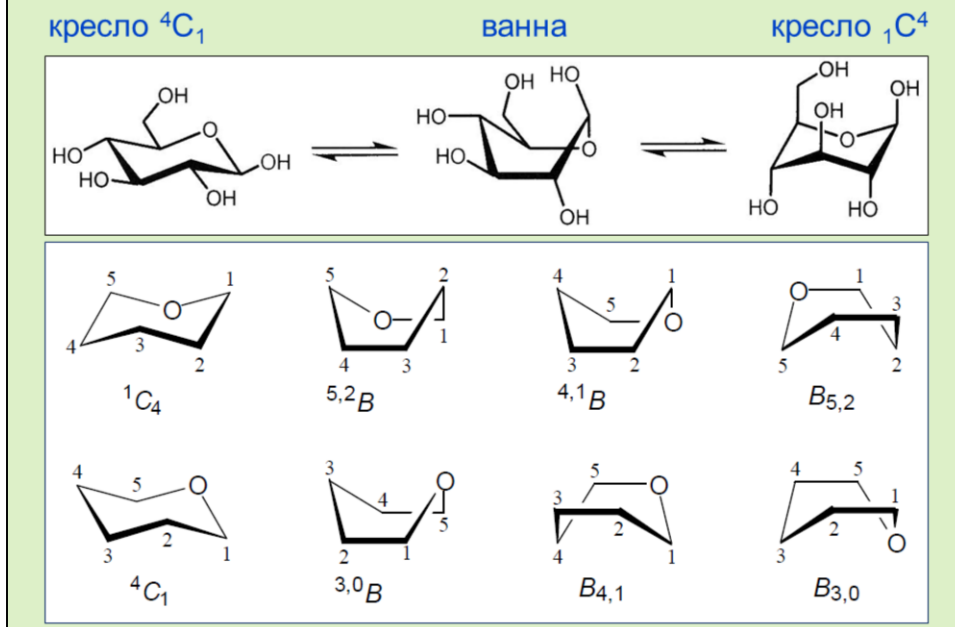 кресло ⁴C₁ ванна кресло ₁C⁴
OH HO OH OH
OH HO OH
O HO OH
HO OH HO O O
HO OH OH
OH HO HO
5 1 5 2 4 1 O 1
O O 5 O 3
4 3 1 4
2 4 3 3 2 5 2
¹C₄ ⁵,²B ⁴,¹B B₅,₂
4 5 O 3 O 5 O 4 5
4 3 1
2 5 2 2
3 1 2 1 4 1 3 O
⁴C₁ ³,⁰B B₄,₁ B₃,₀